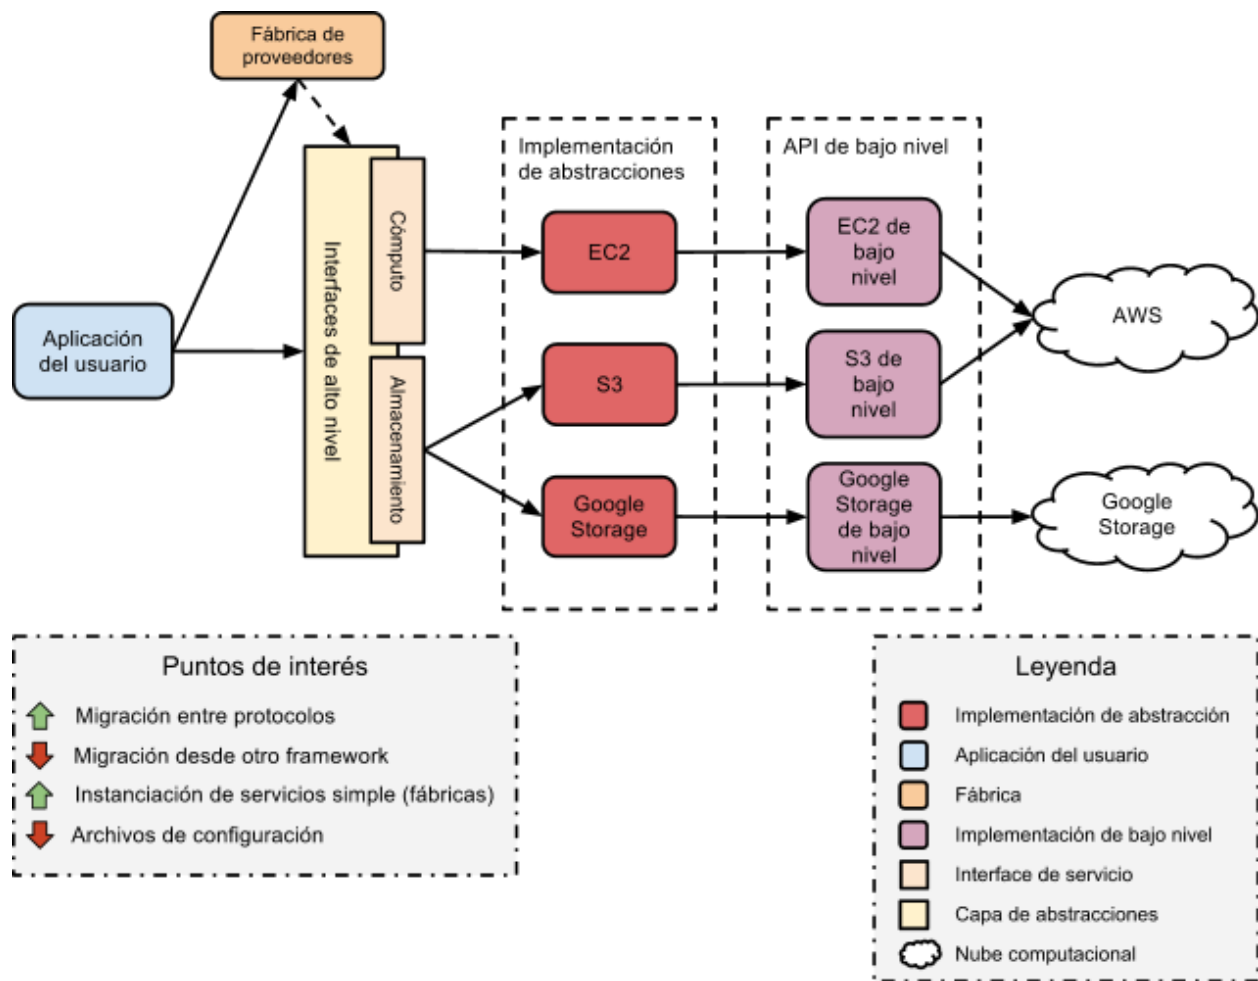 Fábrica de
proveedores
Implementación
de abstracciones
API de bajo nivel
Aplicación
del usuario
Interfaces de alto nivel
Cómputo
Almacenamiento
EC2
S3
Google
Storage
EC2 de
bajo
nivel
S3 de
bajo
nivel
Google
Storage
de bajo
nivel
AWS
Google
Storage
Puntos de interés
Migración entre protocolos
Migración desde otro framework
Instanciación de servicios simple (fábricas)
Archivos de configuración
Leyenda
Implementación de abstracción
Aplicación del usuario
Fábrica
Implementación de bajo nivel
Interface de servicio
Capa de abstracciones
Nube computacional